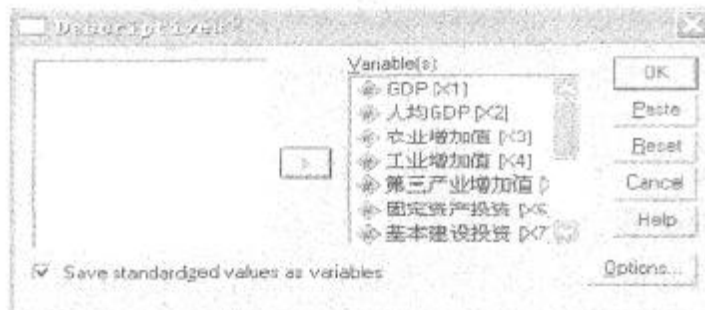 Descriptives
Variable(s):
GDP [X1]
人均GDP [X2]
农业增加值 [X3]
工业增加值 [X4]
第三产业增加值 [
固定资产投资 [X6
基本建设投资 [X7
OK
Paste
Reset
Cancel
Help
Options...
Save standardized values as variables